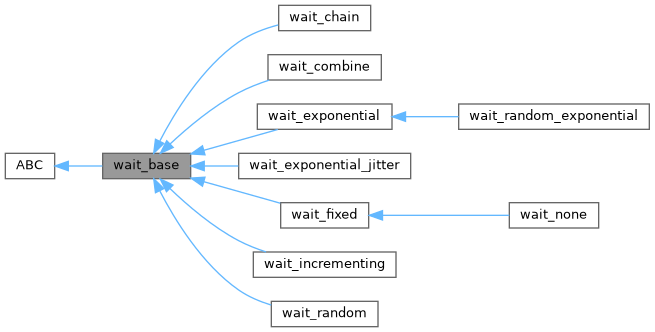 wait_chain
wait_combine
wait_exponential
wait_random_exponential
ABC
wait_base
wait_exponential_jitter
wait_fixed
wait_none
wait_incrementing
wait_random